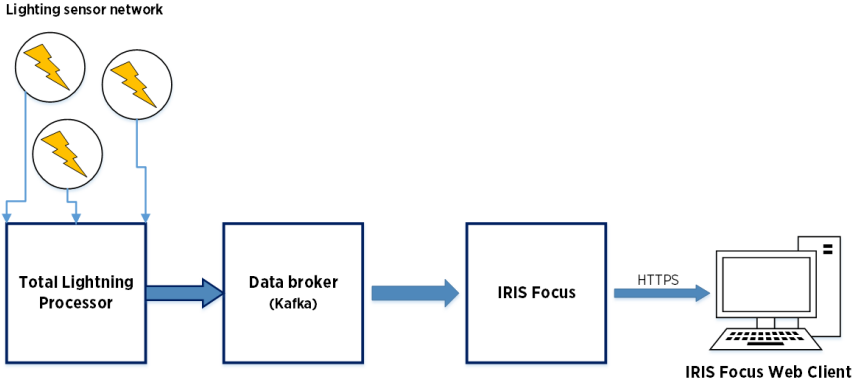 Lighting sensor network
Total Lightning
Processor
Data broker
(Kafka)
IRIS Focus
HTTPS
IRIS Focus Web Client